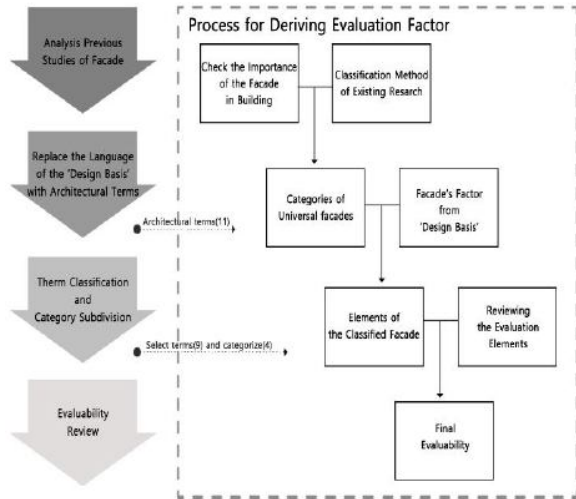 Analysis Previous
Studies of Facade
Replace the Language
of the 'Design Basis'
with Architectural Terms
Architectural terms(11)
Therm Classification
and
Category Subdivision
Select terms(9) and categorize(4)
Evaluability
Review
Process for Deriving Evaluation Factor
Check the Importance
of the Facade
in Building
Classification Method
of Existing Resarch
Categories of
Universal facades
Facade's Factor
from
'Design Basis'
Elements of
the Classified Facade
Reviewing
the Evaluation
Elements
Final
Evaluability